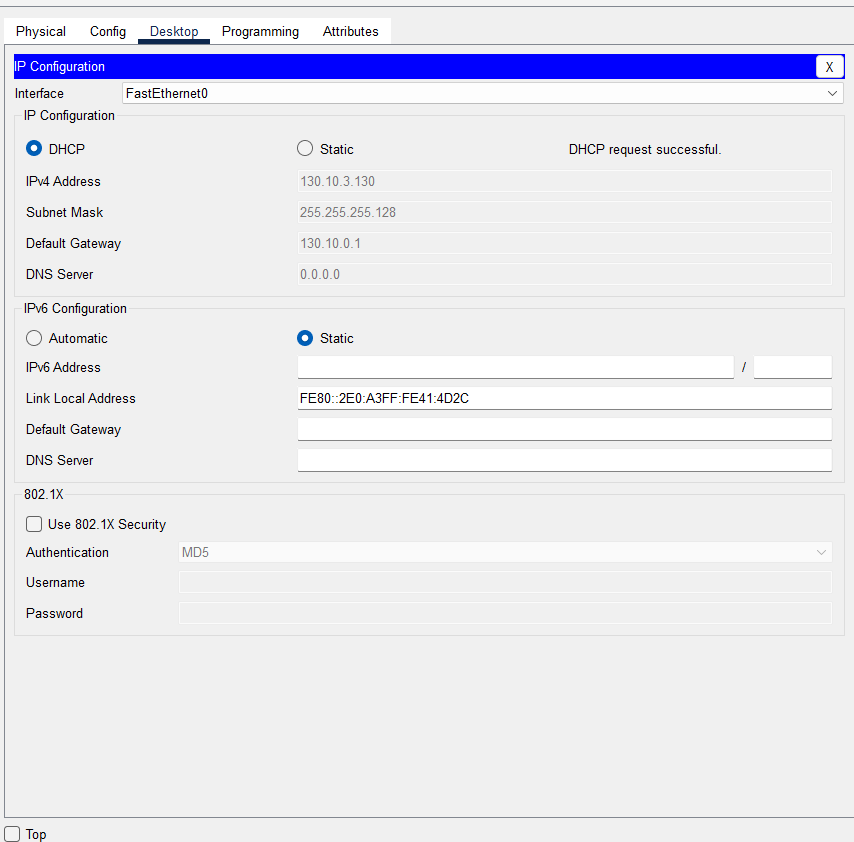 Physical Config Desktop Programming Attributes
IP Configuration X
Interface FastEthernet0
IP Configuration
DHCP Static DHCP request successful.
IPv4 Address 130.10.3.130
Subnet Mask 255.255.255.128
Default Gateway 130.10.0.1
DNS Server 0.0.0.0
IPv6 Configuration
Automatic Static
IPv6 Address /
Link Local Address FE80::2E0:A3FF:FE41:4D2C
Default Gateway
DNS Server
802.1X
Use 802.1X Security
Authentication MD5
Username
Password
Top